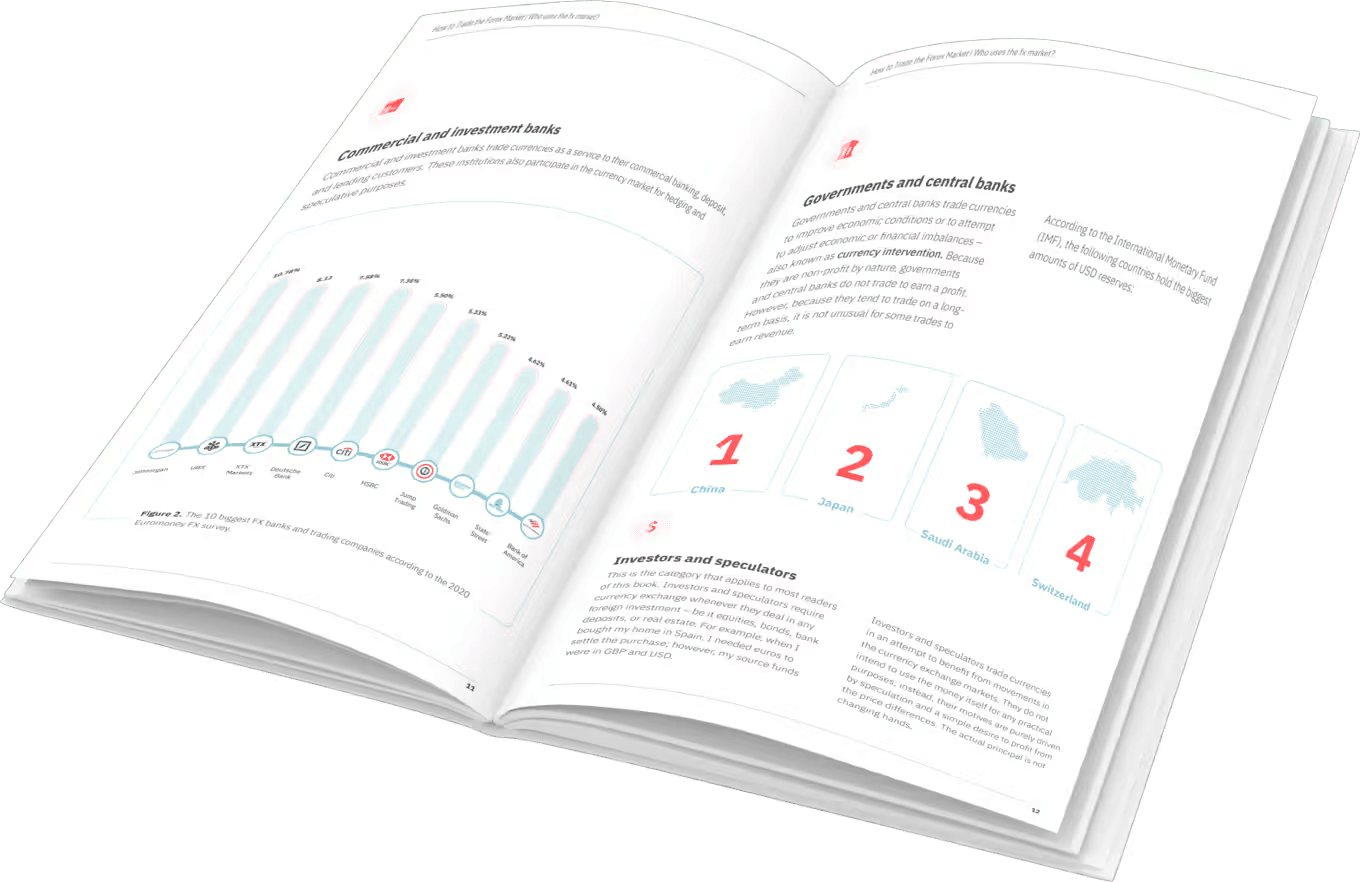 How to Trade the Forex Market | Who uses the fx market?
Commercial and investment banks
Commercial and investment banks trade currencies as a service to their commercial banking, deposit,
and lending customers. These institutions also participate in the currency market for hedging and
speculative purposes.
10.78%
8.13
7.58%
7.38%
5.50%
5.33%
5.23%
4.62%
4.61%
4.50%
XTX
citi
HSBC
JPMorgan
UBS
XTX
Markets
Deutsche
Bank
Citi
HSBC
Jump
Trading
Goldman
Sachs
State
Street
Bank of
America
Figure 2. The 10 biggest FX banks and trading companies according to the 2020
Euromoney FX survey.
11
How to Trade the Forex Market | Who uses the fx market?
Governments and central banks
Governments and central banks trade currencies
to improve economic conditions or to attempt
to adjust economic or financial imbalances –
also known as currency intervention. Because
they are non-profit by nature, governments
and central banks do not trade to earn a profit.
However, because they tend to trade on a long-
term basis, it is not unusual for some trades to
earn revenue.
According to the International Monetary Fund
(IMF), the following countries hold the biggest
amounts of USD reserves:
1
China
2
Japan
3
Saudi Arabia
4
Switzerland
Investors and speculators
This is the category that applies to most readers
of this book. Investors and speculators require
currency exchange whenever they deal in any
foreign investment – be it equities, bonds, bank
deposits, or real estate. For example, when I
bought my home in Spain, I needed euros to
settle the purchase; however, my source funds
were in GBP and USD.
Investors and speculators trade currencies
in an attempt to benefit from movements in
the currency exchange markets. They do not
intend to use the money itself for any practical
purposes; instead, their motives are purely driven
by speculation and a simple desire to profit from
the price differences. The actual principal is not
changing hands.
12